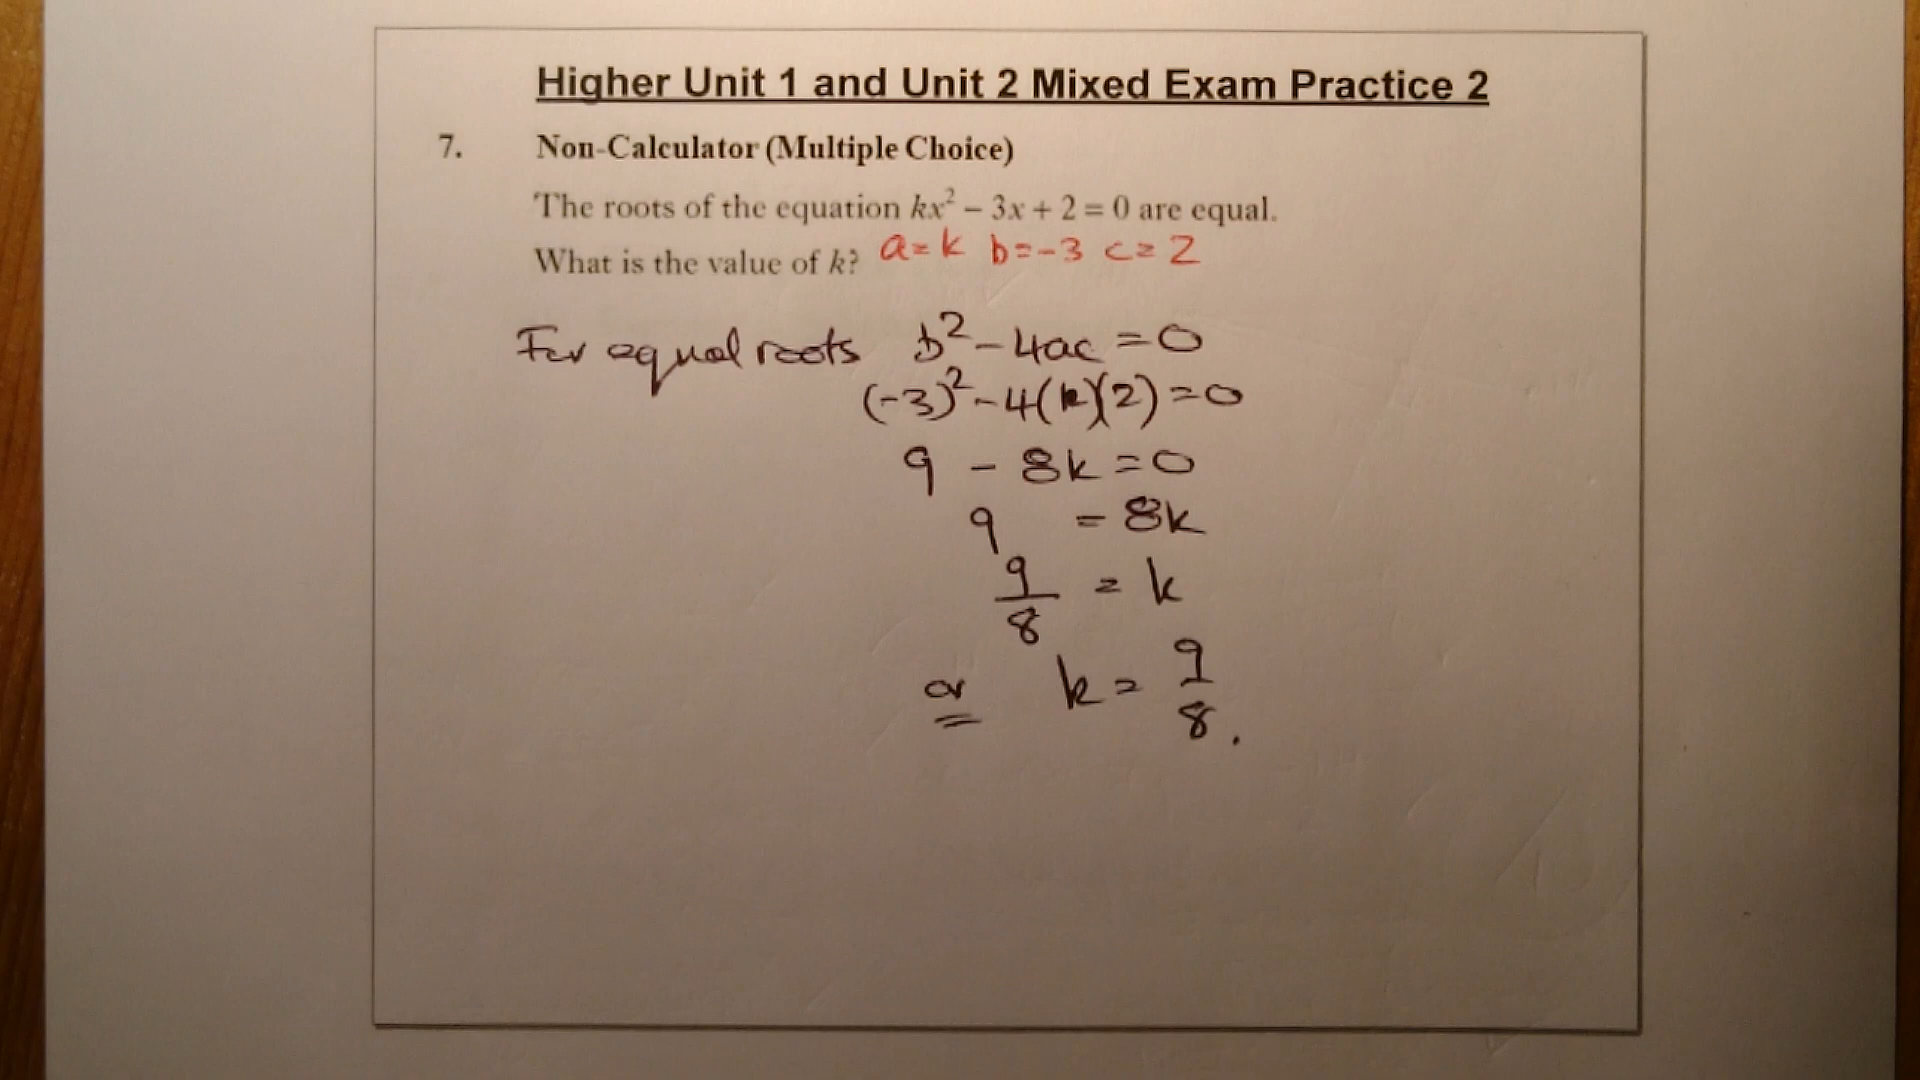 Higher Unit 1 and Unit 2 Mixed Exam Practice 2
7. Non-Calculator (Multiple Choice)
The roots of the equation kx² – 3x + 2 = 0 are equal.
What is the value of k? a=k b=-3 c=2
For equal roots b² - 4ac = 0
(-3)² - 4(k)(2) = 0
9 - 8k = 0
9 = 8k
9/8 = k
or k = 9/8.